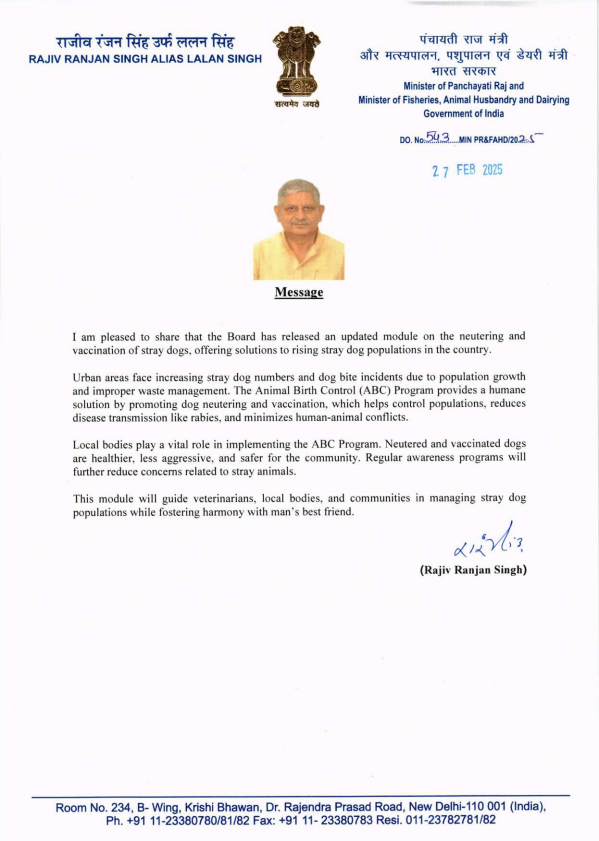 राजीव रंजन सिंह उर्फ ललन सिंह
RAJIV RANJAN SINGH ALIAS LALAN SINGH
सत्यमेव जयते
पंचायती राज मंत्री
और मत्स्यपालन, पशुपालन एवं डेयरी मंत्री
भारत सरकार
Minister of Panchayati Raj and
Minister of Fisheries, Animal Husbandry and Dairying
Government of India
DO. No.543.....MIN PR&FAHD/2025
27 FEB 2025
Message
I am pleased to share that the Board has released an updated module on the neutering and
vaccination of stray dogs, offering solutions to rising stray dog populations in the country.
Urban areas face increasing stray dog numbers and dog bite incidents due to population growth
and improper waste management. The Animal Birth Control (ABC) Program provides a humane
solution by promoting dog neutering and vaccination, which helps control populations, reduces
disease transmission like rabies, and minimizes human-animal conflicts.
Local bodies play a vital role in implementing the ABC Program. Neutered and vaccinated dogs
are healthier, less aggressive, and safer for the community. Regular awareness programs will
further reduce concerns related to stray animals.
This module will guide veterinarians, local bodies, and communities in managing stray dog
populations while fostering harmony with man's best friend.
(Rajiv Ranjan Singh)
Room No. 234, B- Wing, Krishi Bhawan, Dr. Rajendra Prasad Road, New Delhi-110 001 (India),
Ph. +91 11-23380780/81/82 Fax: +91 11- 23380783 Resi. 011-23782781/82